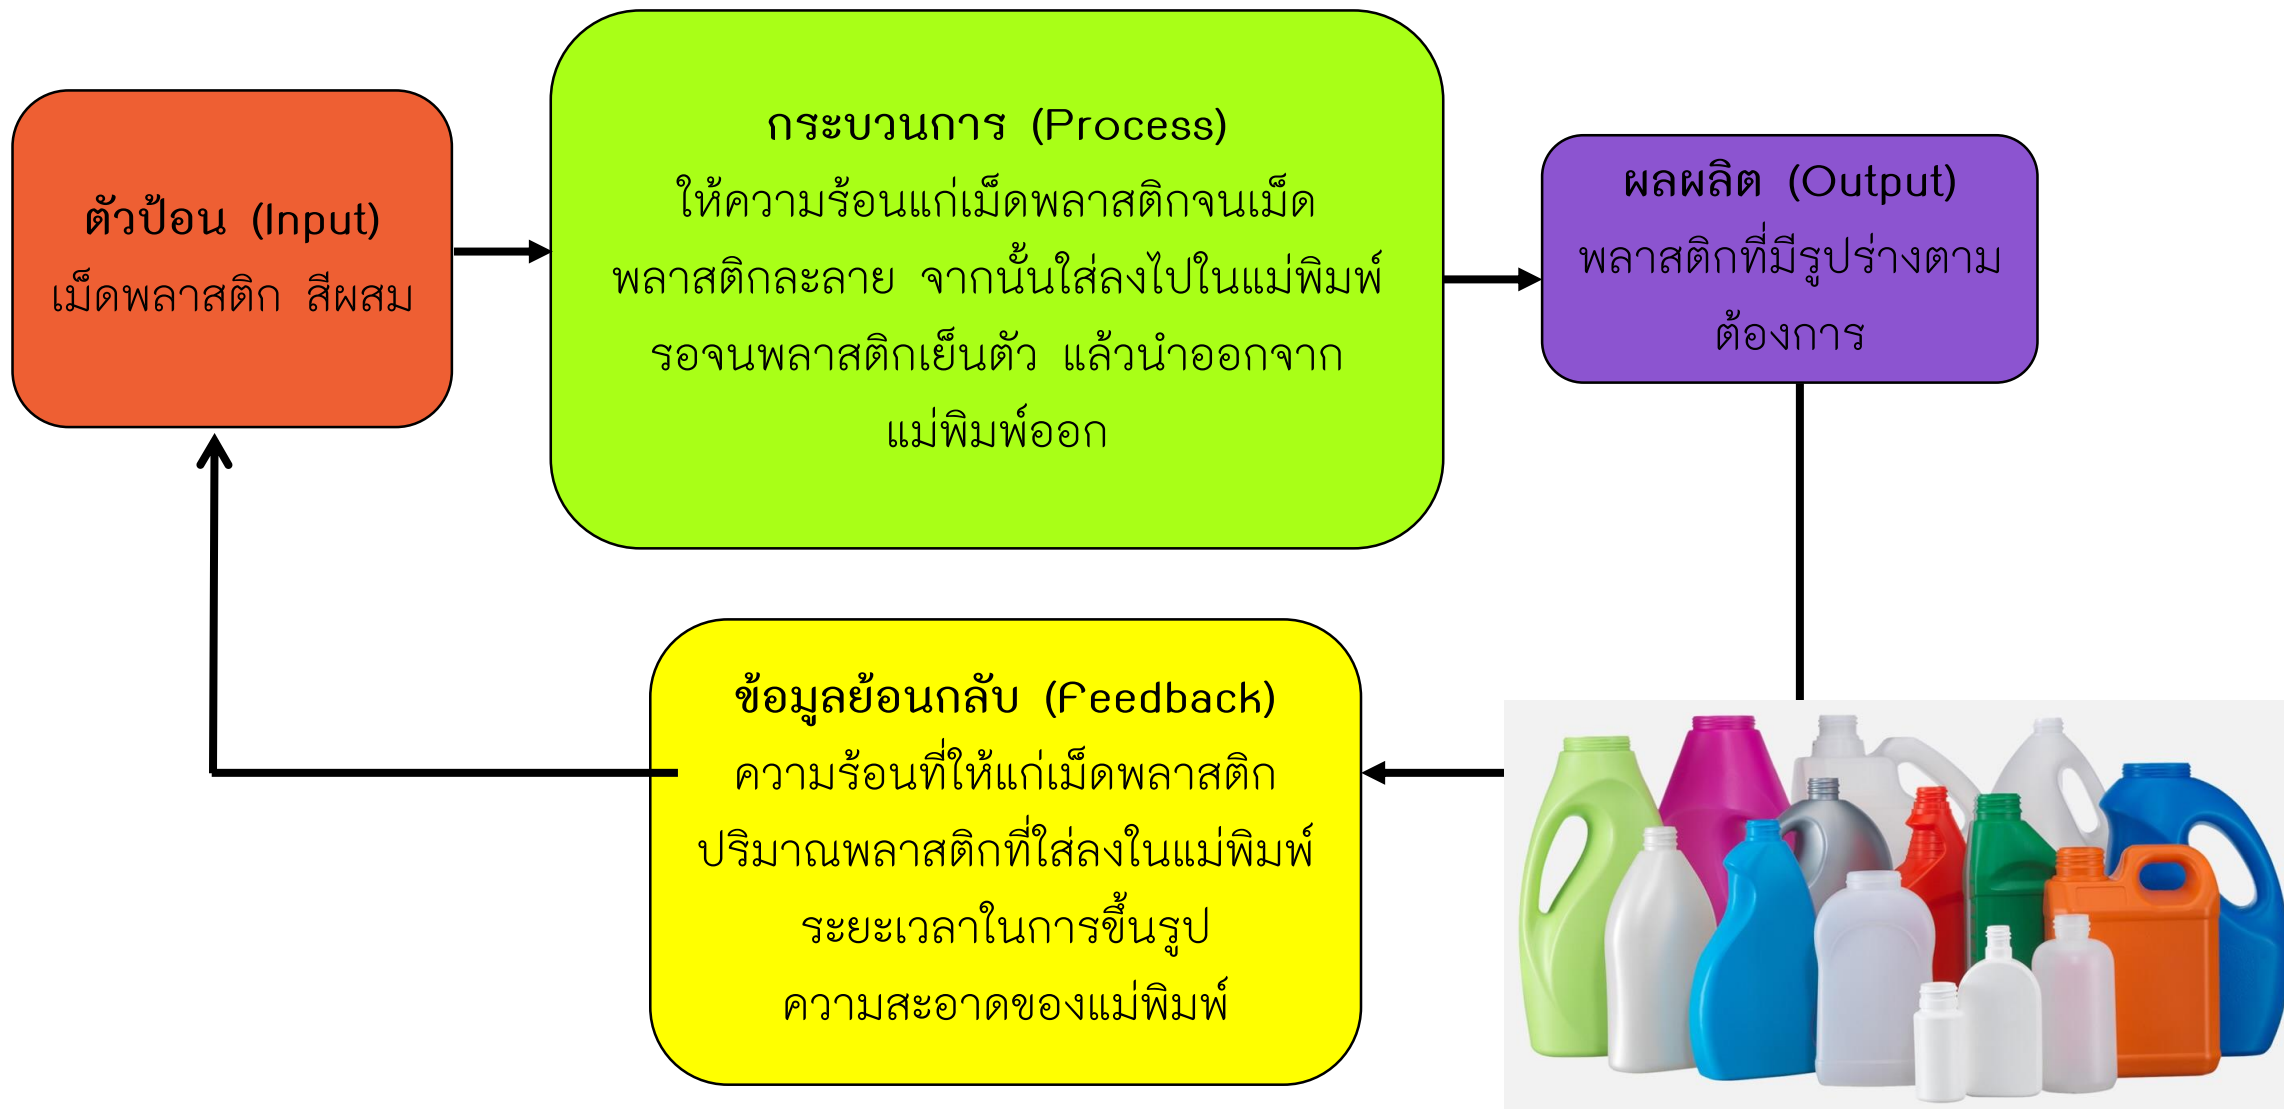 ตัวป้อน (Input)
เม็ดพลาสติก สีผสม
กระบวนการ (Process)
ให้ความร้อนแก่เม็ดพลาสติกจนเม็ด
พลาสติกละลาย จากนั้นใส่ลงไปในแม่พิมพ์
รอจนพลาสติกเย็นตัว แล้วนำออกจาก
แม่พิมพ์ออก
ผลผลิต (Output)
พลาสติกที่มีรูปร่างตาม
ต้องการ
ข้อมูลย้อนกลับ (Feedback)
ความร้อนที่ให้แก่เม็ดพลาสติก
ปริมาณพลาสติกที่ใส่ลงในแม่พิมพ์
ระยะเวลาในการขึ้นรูป
ความสะอาดของแม่พิมพ์